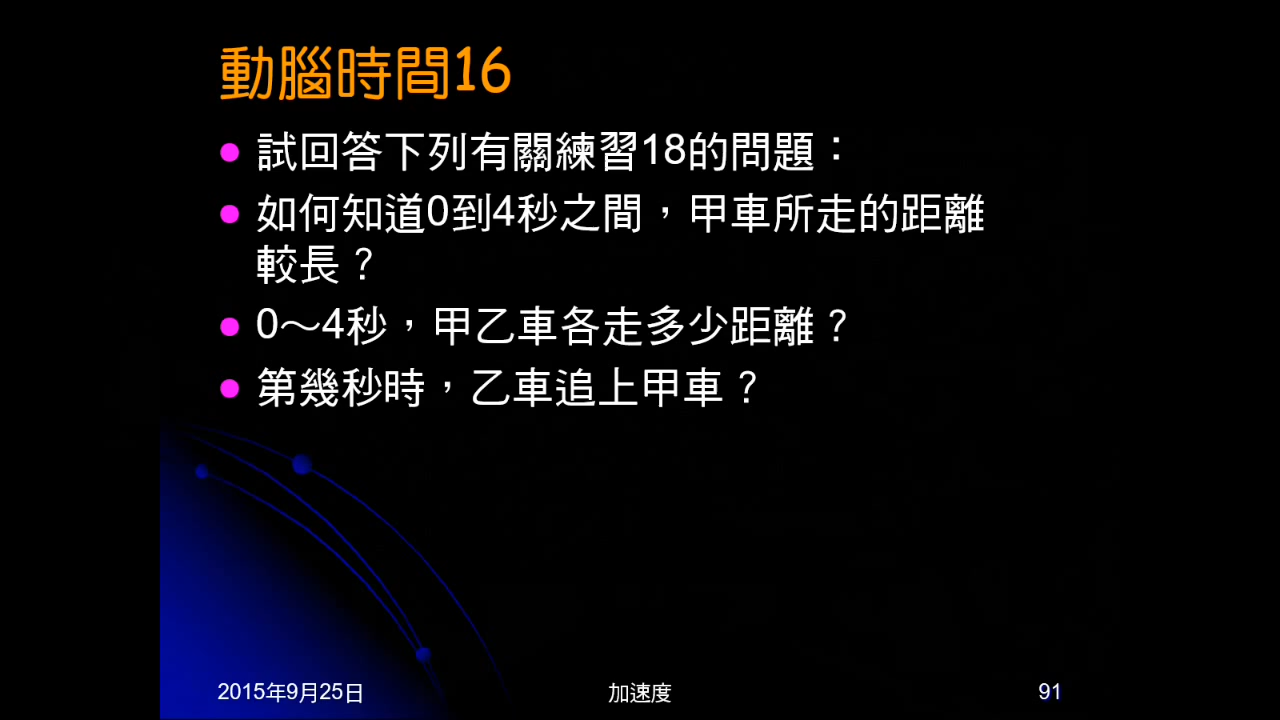 動腦時間16
試回答下列有關練習18的問題：
如何知道0到4秒之間，甲車所走的距離
較長？
0～4秒，甲乙車各走多少距離？
第幾秒時，乙車追上甲車？
2015年9月25日
加速度
91